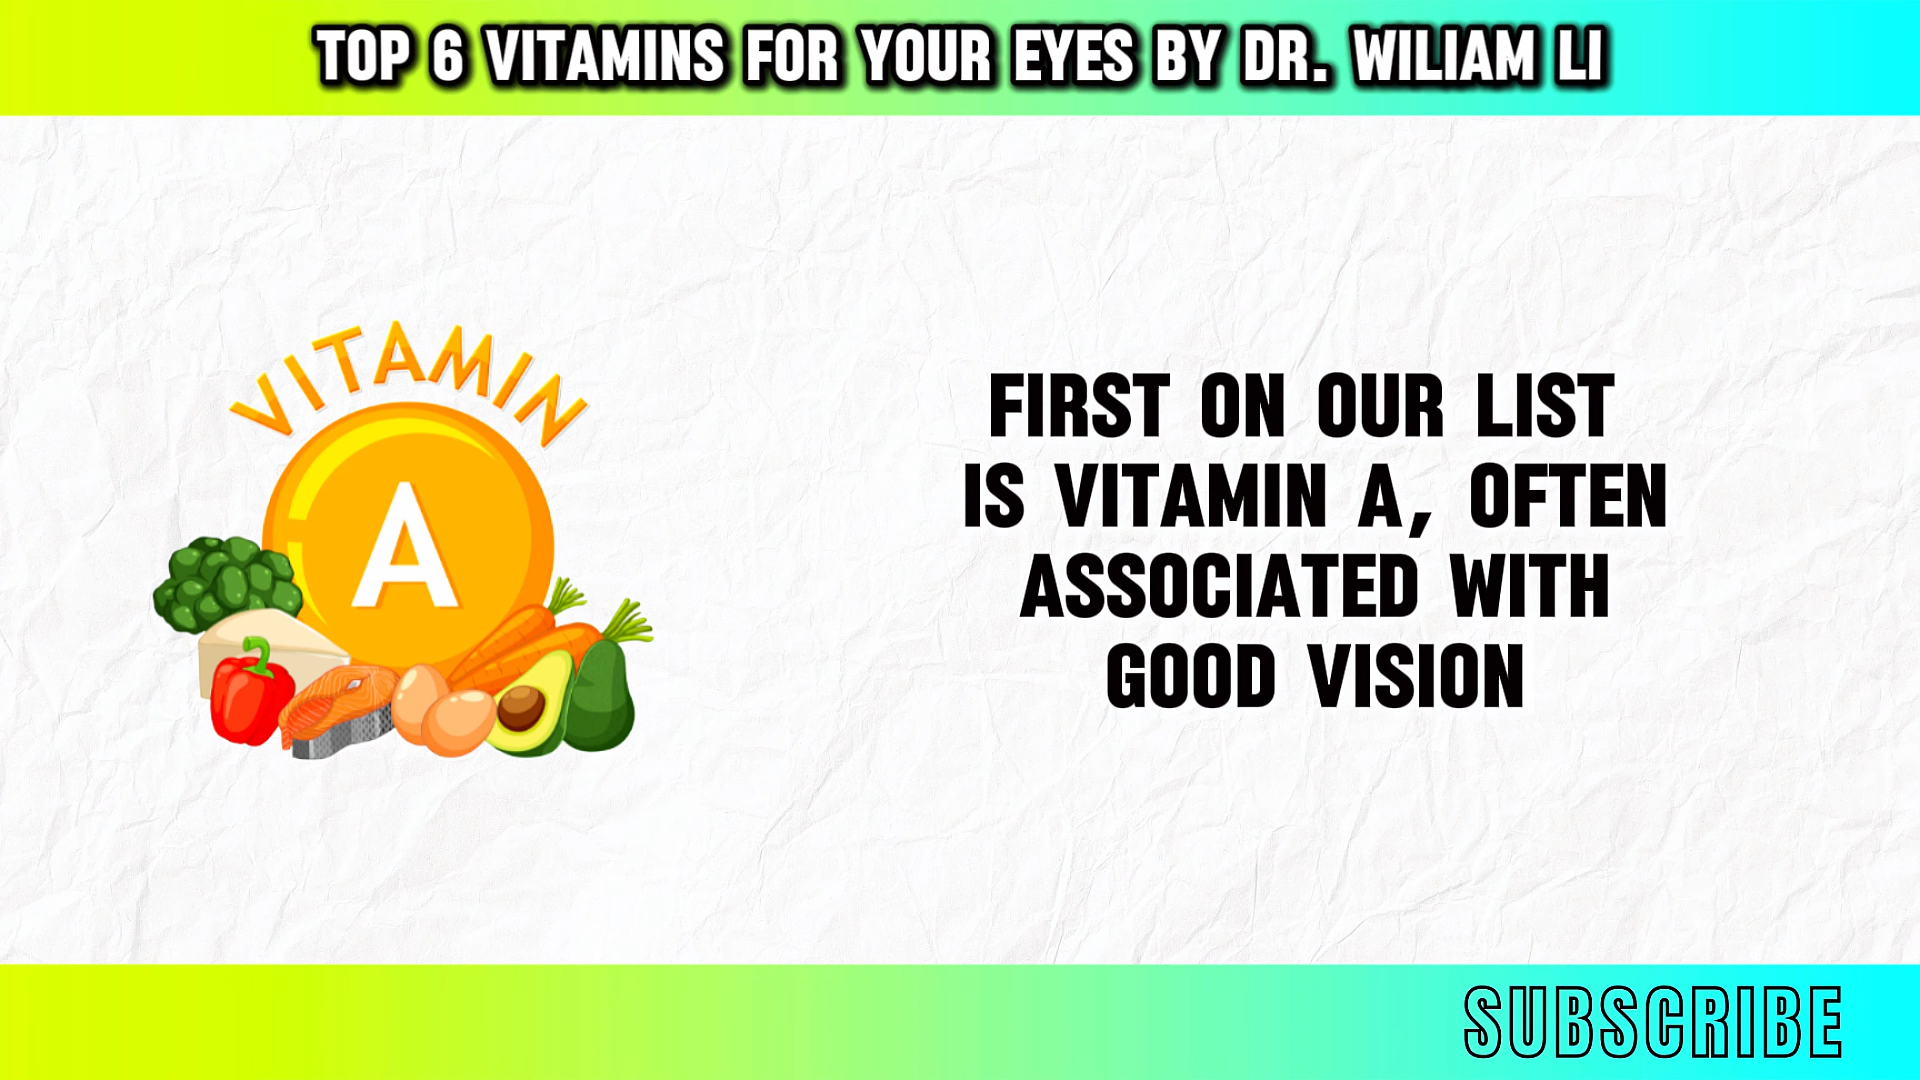 TOP 6 VITAMINS FOR YOUR EYES BY DR. WILIAM LI
VITAMIN
A
FIRST ON OUR LIST
IS VITAMIN A, OFTEN
ASSOCIATED WITH
GOOD VISION
SUBSCRIBE